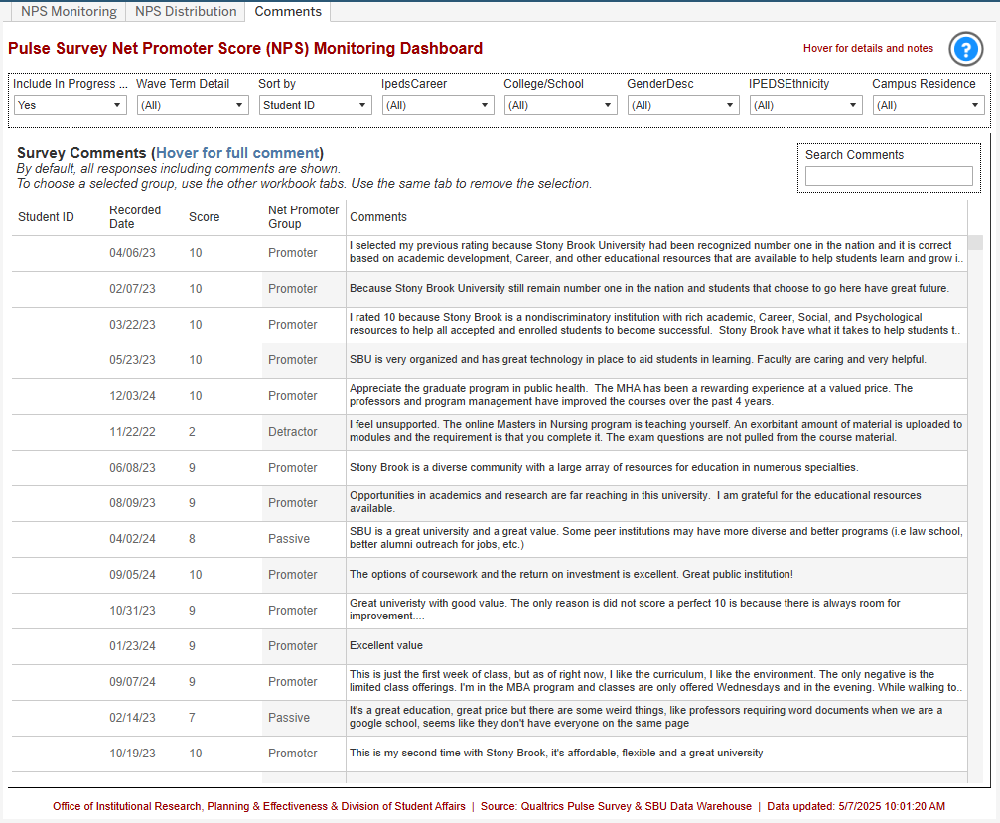 NPS Monitoring NPS Distribution Comments
Pulse Survey Net Promoter Score (NPS) Monitoring Dashboard
Hover for details and notes ?
Include In Progress ... Wave Term Detail Sort by IpedsCareer College/School GenderDesc IPEDSEthnicity Campus Residence
Yes (All) Student ID (All) (All) (All) (All) (All)
Survey Comments (Hover for full comment)
By default, all responses including comments are shown.
To choose a selected group, use the other workbook tabs. Use the same tab to remove the selection.
Search Comments
Student ID Recorded Date Score Net Promoter Group Comments
04/06/23 10 Promoter I selected my previous rating because Stony Brook University had been recognized number one in the nation and it is correct
based on academic development, Career, and other educational resources that are available to help students learn and grow i..
02/07/23 10 Promoter Because Stony Brook University still remain number one in the nation and students that choose to go here have great future.
03/22/23 10 Promoter I rated 10 because Stony Brook is a nondiscriminatory institution with rich academic, Career, Social, and Psychological
resources to help all accepted and enrolled students to become successful.  Stony Brook have what it takes to help students t..
05/23/23 10 Promoter SBU is very organized and has great technology in place to aid students in learning. Faculty are caring and very helpful.
12/03/24 10 Promoter Appreciate the graduate program in public health.  The MHA has been a rewarding experience at a valued price. The
professors and program management have improved the courses over the past 4 years.
11/22/22 2 Detractor I feel unsupported. The online Masters in Nursing program is teaching yourself. An exorbitant amount of material is uploaded to
modules and the requirement is that you complete it. The exam questions are not pulled from the course material.
06/08/23 9 Promoter Stony Brook is a diverse community with a large array of resources for education in numerous specialties.
08/09/23 9 Promoter Opportunities in academics and research are far reaching in this university.  I am grateful for the educational resources
available.
04/02/24 8 Passive SBU is a great university and a great value. Some peer institutions may have more diverse and better programs (i.e law school,
better alumni outreach for jobs, etc.)
09/05/24 10 Promoter The options of coursework and the return on investment is excellent. Great public institution!
10/31/23 9 Promoter Great univeristy with good value. The only reason is did not score a perfect 10 is because there is always room for
improvement....
01/23/24 9 Promoter Excellent value
09/07/24 9 Promoter This is just the first week of class, but as of right now, I like the curriculum, I like the environment. The only negative is the
limited class offerings. I'm in the MBA program and classes are only offered Wednesdays and in the evening. While walking to..
02/14/23 7 Passive It's a great education, great price but there are some weird things, like professors requiring word documents when we are a
google school, seems like they don't have everyone on the same page
10/19/23 10 Promoter This is my second time with Stony Brook, it's affordable, flexible and a great university
Office of Institutional Research, Planning & Effectiveness & Division of Student Affairs | Source: Qualtrics Pulse Survey & SBU Data Warehouse | Data updated: 5/7/2025 10:01:20 AM